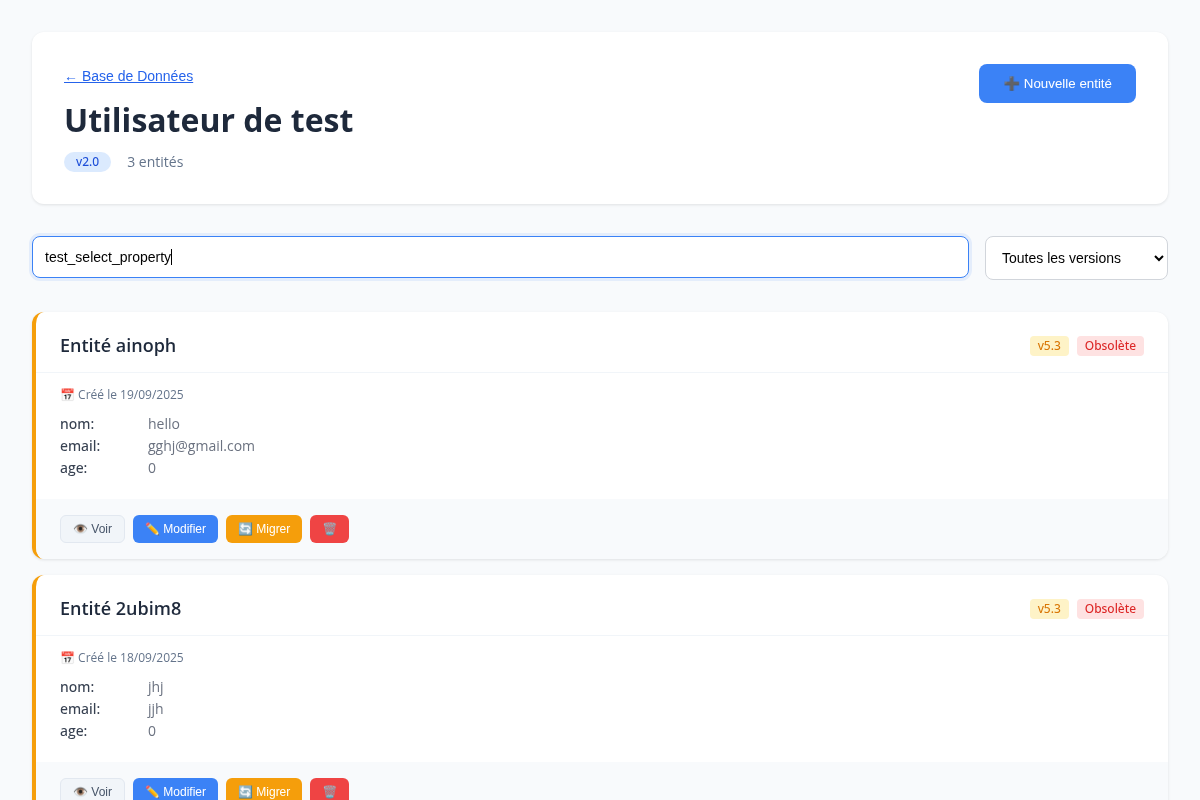 ← Base de Données
➕ Nouvelle entité
Utilisateur de test
v2.0 3 entités
test_select_property
Toutes les versions
Entité ainoph
v5.3 Obsolète
📅 Créé le 19/09/2025
nom: hello
email: gghj@gmail.com
age: 0
👁️ Voir ✏️ Modifier 🔄 Migrer 🗑️
Entité 2ubim8
v5.3 Obsolète
📅 Créé le 18/09/2025
nom: jhj
email: jjh
age: 0
👁️ Voir ✏️ Modifier 🔄 Migrer 🗑️